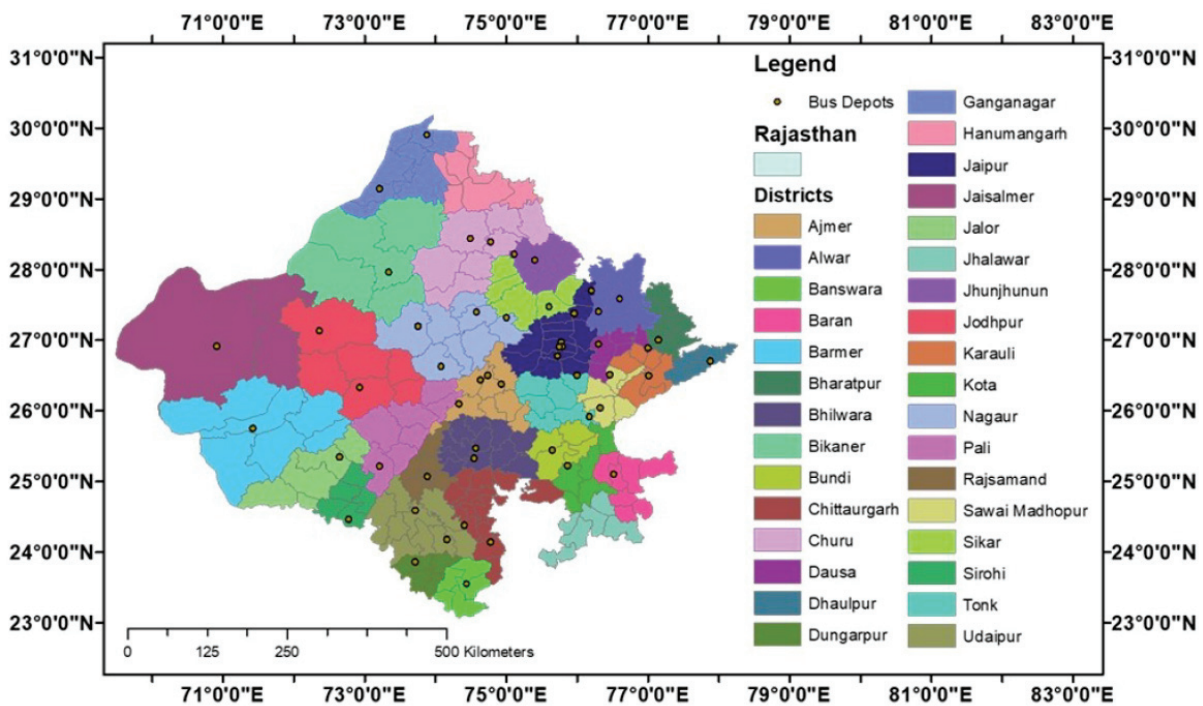 71°0'0"E 73°0'0"E 75°0'0"E 77°0'0"E 79°0'0"E 81°0'0"E 83°0'0"E
31°0'0"N 31°0'0"N
30°0'0"N 30°0'0"N
29°0'0"N 29°0'0"N
28°0'0"N 28°0'0"N
27°0'0"N 27°0'0"N
26°0'0"N 26°0'0"N
25°0'0"N 25°0'0"N
24°0'0"N 24°0'0"N
23°0'0"N 23°0'0"N
Legend
Bus Depots
Rajasthan
Districts
Ajmer
Alwar
Banswara
Baran
Barmer
Bharatpur
Bhilwara
Bikaner
Bundi
Chittaurgarh
Churu
Dausa
Dhaulpur
Dungarpur
Ganganagar
Hanumangarh
Jaipur
Jaisalmer
Jalor
Jhalawar
Jhunjhunun
Jodhpur
Karauli
Kota
Nagaur
Pali
Rajsamand
Sawai Madhopur
Sikar
Sirohi
Tonk
Udaipur
0 125 250 500 Kilometers
71°0'0"E 73°0'0"E 75°0'0"E 77°0'0"E 79°0'0"E 81°0'0"E 83°0'0"E